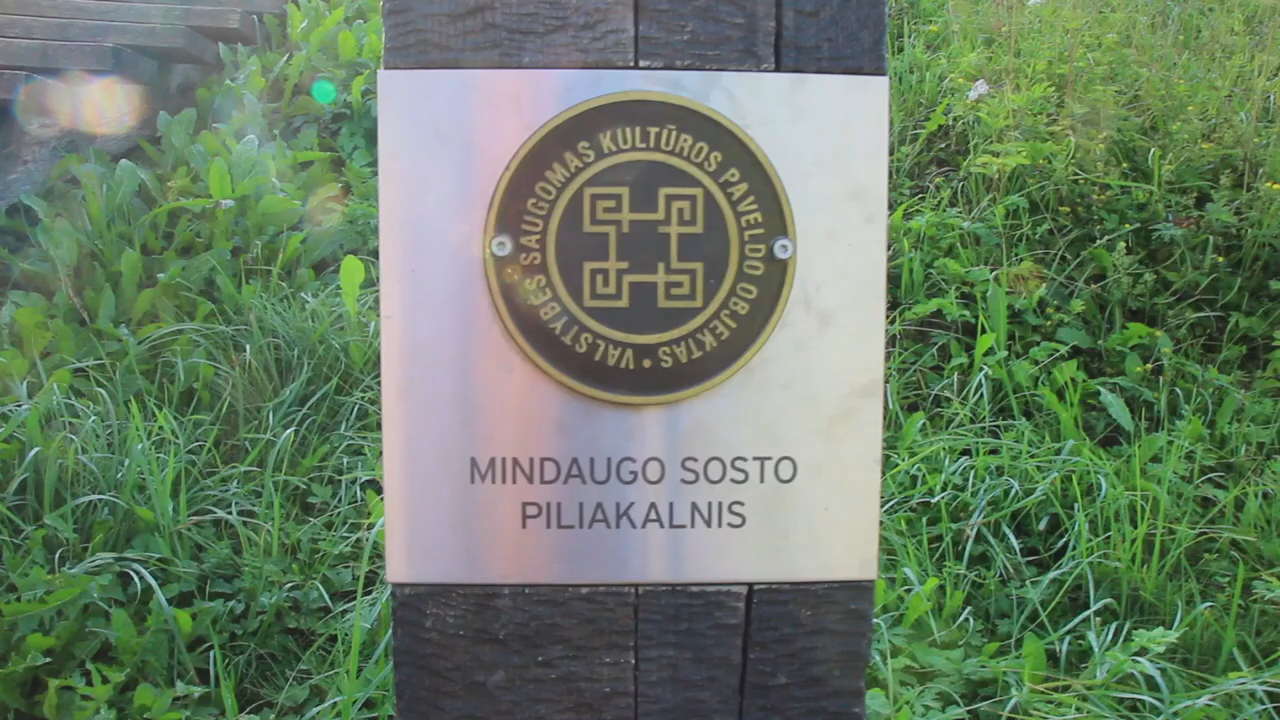 VALSTYBĖS SAUGOMAS KULTŪROS PAVELDO OBJEKTAS •
MINDAUGO SOSTO
PILIAKALNIS